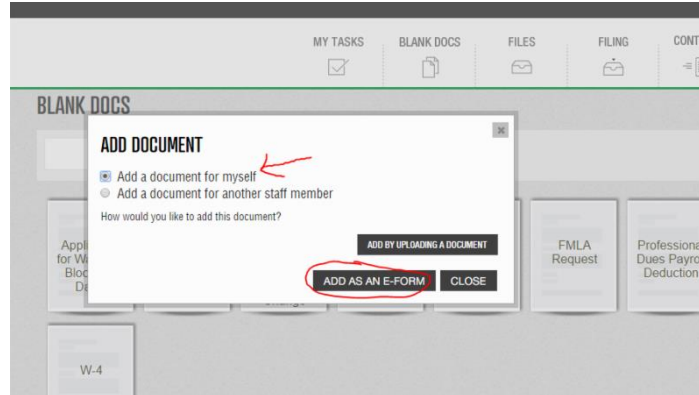 MY TASKS BLANK DOCS FILES FILING
BLANK DOCS
ADD DOCUMENT
Add a document for myself
Add a document for another staff member
How would you like to add this document?
ADD BY UPLOADING A DOCUMENT
ADD AS AN E-FORM CLOSE
FMLA
Request
Dues
W-4